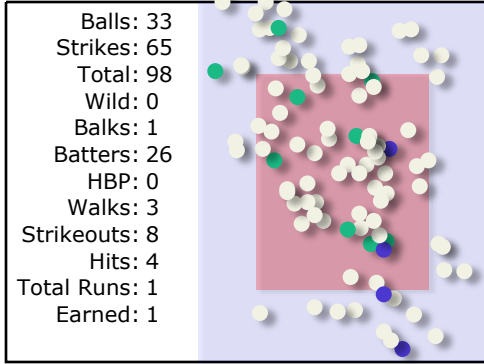 Balls: 33
Strikes: 65
Total: 98
Wild: 0
Balks: 1
Batters: 26
HBP: 0
Walks: 3
Strikeouts: 8
Hits: 4
Total Runs: 1
Earned: 1